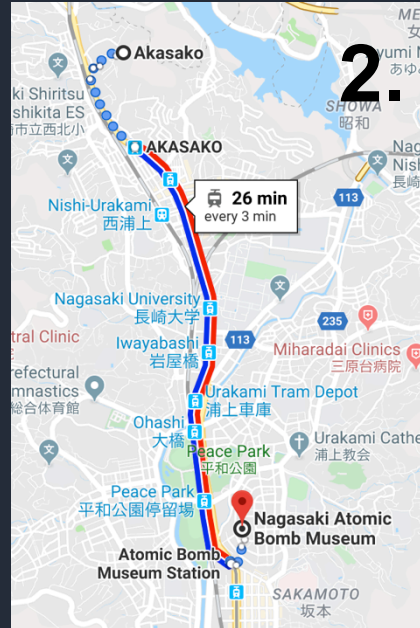 2.
Akasako
ki Shiritsu
shikita ES
市立西北小
SHOWA
昭和
AKASAKO
Nishi-Urakami
西浦上
26 min
every 3 min
113
Nagasaki University
長崎大学
Iwayabashi
岩屋橋
113
235
Miharadai Clinics
三原台病院
tral Clinic
refectural
mnastics
総合体育館
Urakami Tram Depot
浦上車庫
Ohashi
大橋
Peace Park
平和公園
Urakami Cathe
浦上教会
Peace Park
平和公園停留場
Nagasaki Atomic
Bomb Museum
Atomic Bomb
Museum Station
SAKAMOTO
坂本